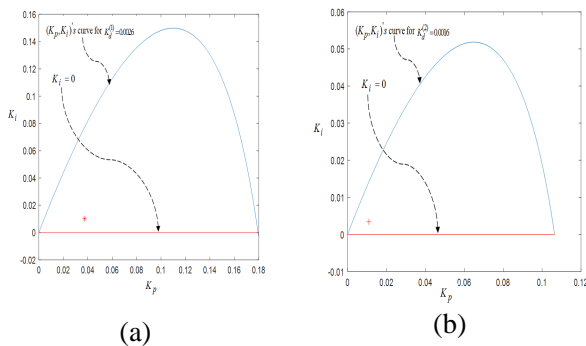 0.16
0.14
0.12
0.1
0.08
0.06
0.04
0.02
0
-0.02
K_i
(K_p,K_i)'s curve for K_d^(1)=0.0026
K_i = 0
0 0.02 0.04 0.06 0.08 0.1 0.12 0.14 0.16 0.18
K_p
(a)
0.06
0.05
0.04
0.03
0.02
0.01
0
-0.01
K_i
(K_p,K_i)'s curve for K_d^(2)=0.0016
K_i = 0
0 0.02 0.04 0.06 0.08 0.1 0.12
K_p
(b)